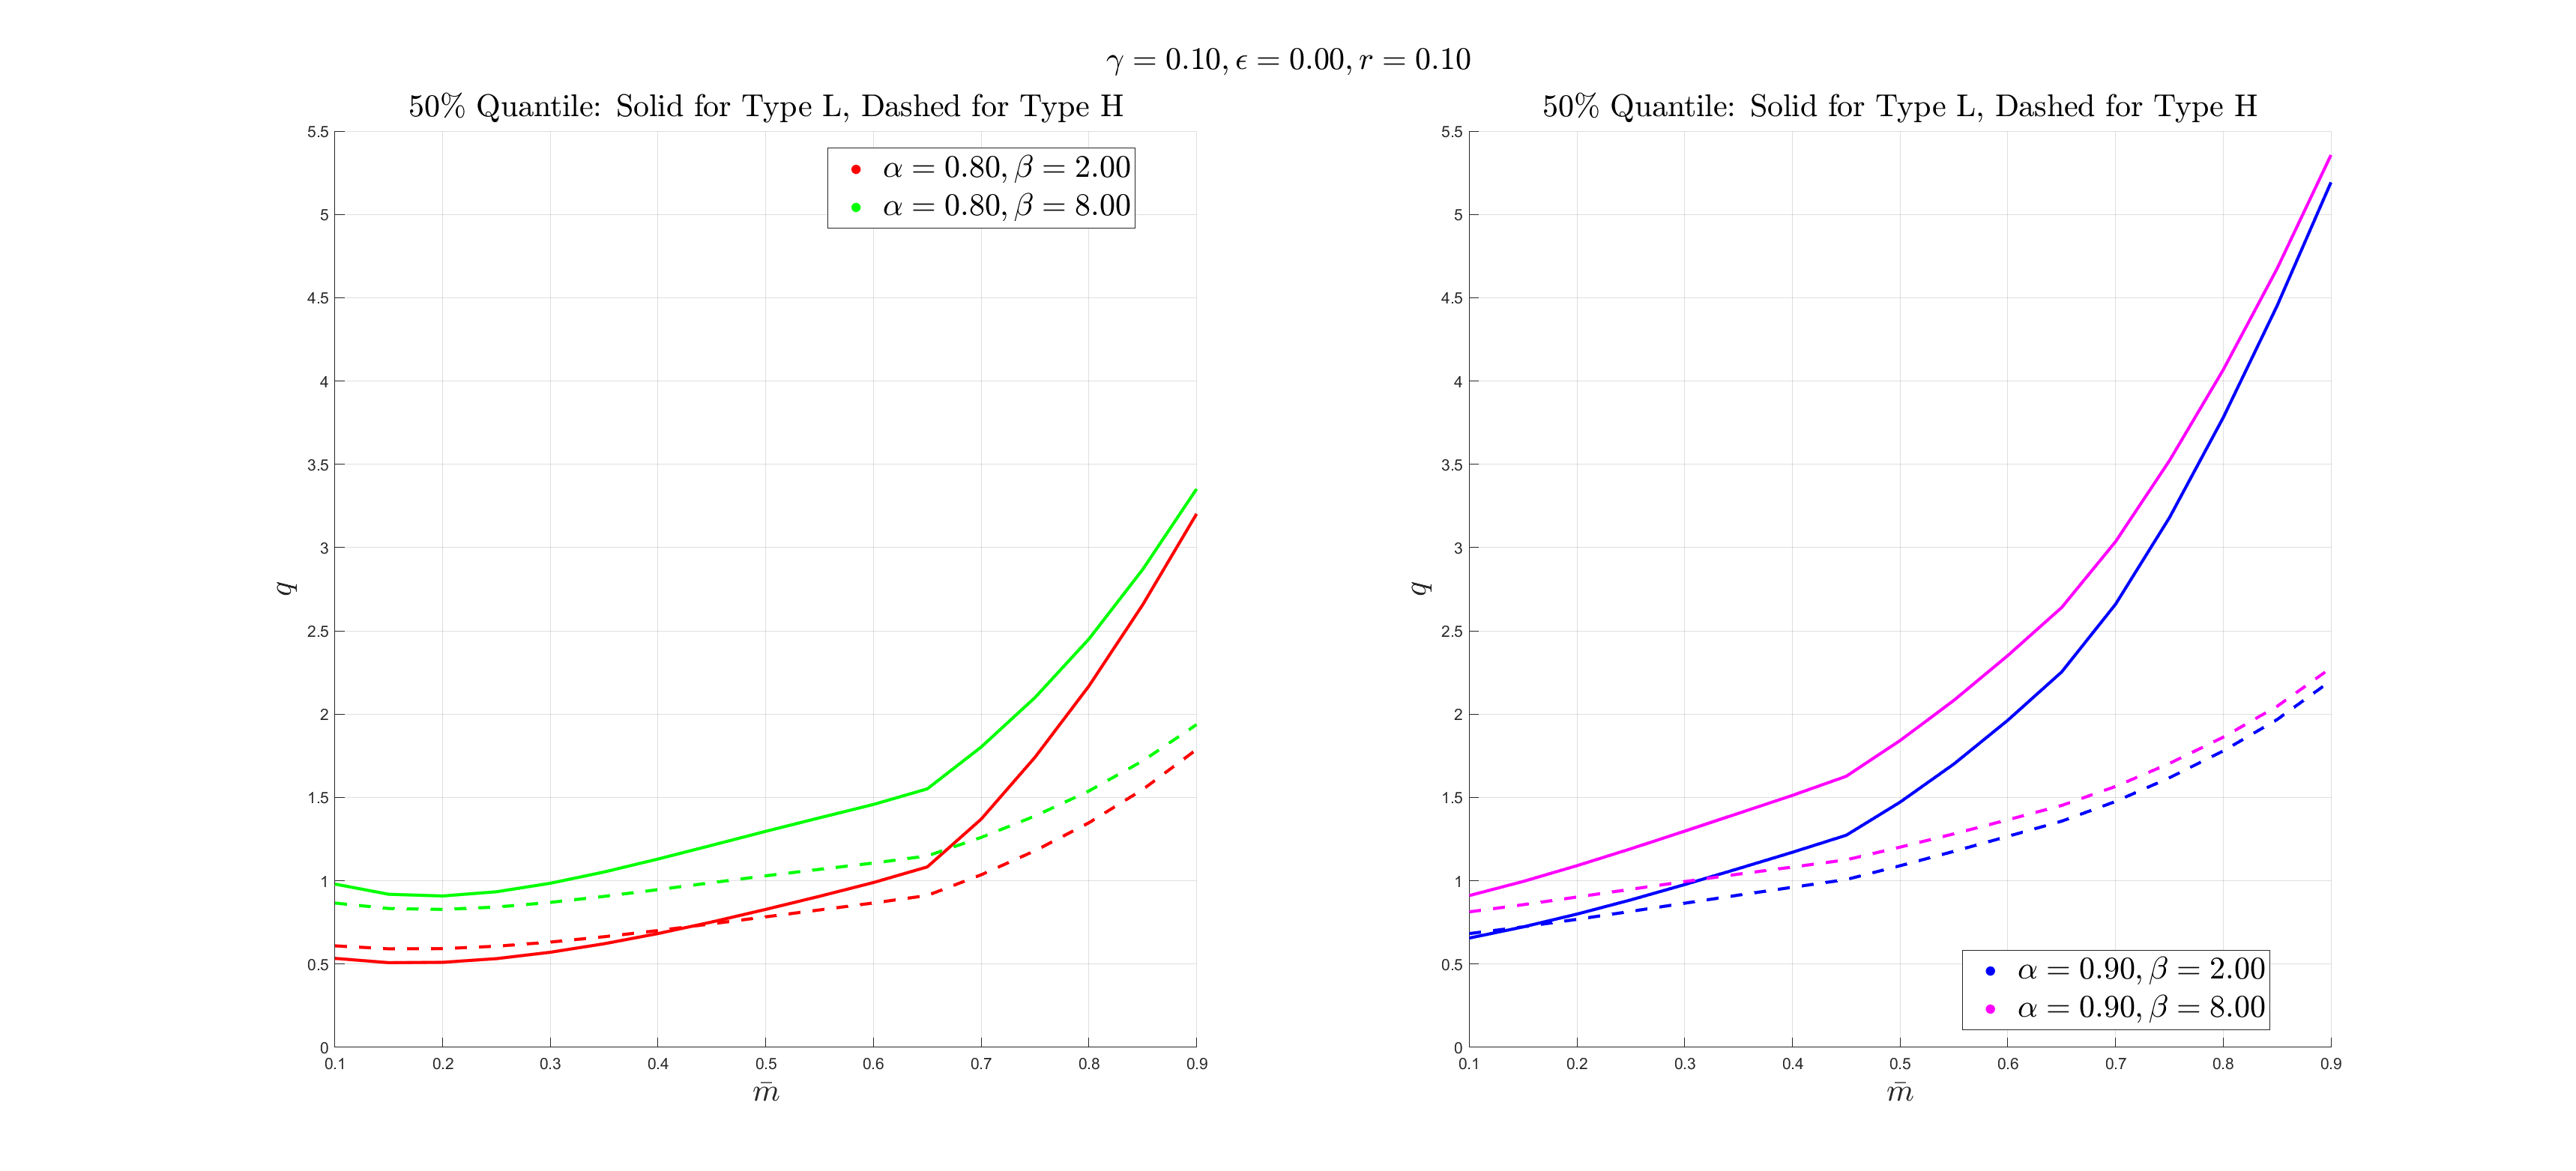 γ = 0.10, ϵ = 0.00, r = 0.10
50% Quantile: Solid for Type L, Dashed for Type H
5.5
5
4.5
4
3.5
3
2.5
2
1.5
1
0.5
0
q
α = 0.80, β = 2.00
α = 0.80, β = 8.00
0.1 0.2 0.3 0.4 0.5 0.6 0.7 0.8 0.9
m̄
50% Quantile: Solid for Type L, Dashed for Type H
5.5
5
4.5
4
3.5
3
2.5
2
1.5
1
0.5
0
q
α = 0.90, β = 2.00
α = 0.90, β = 8.00
0.1 0.2 0.3 0.4 0.5 0.6 0.7 0.8 0.9
m̄